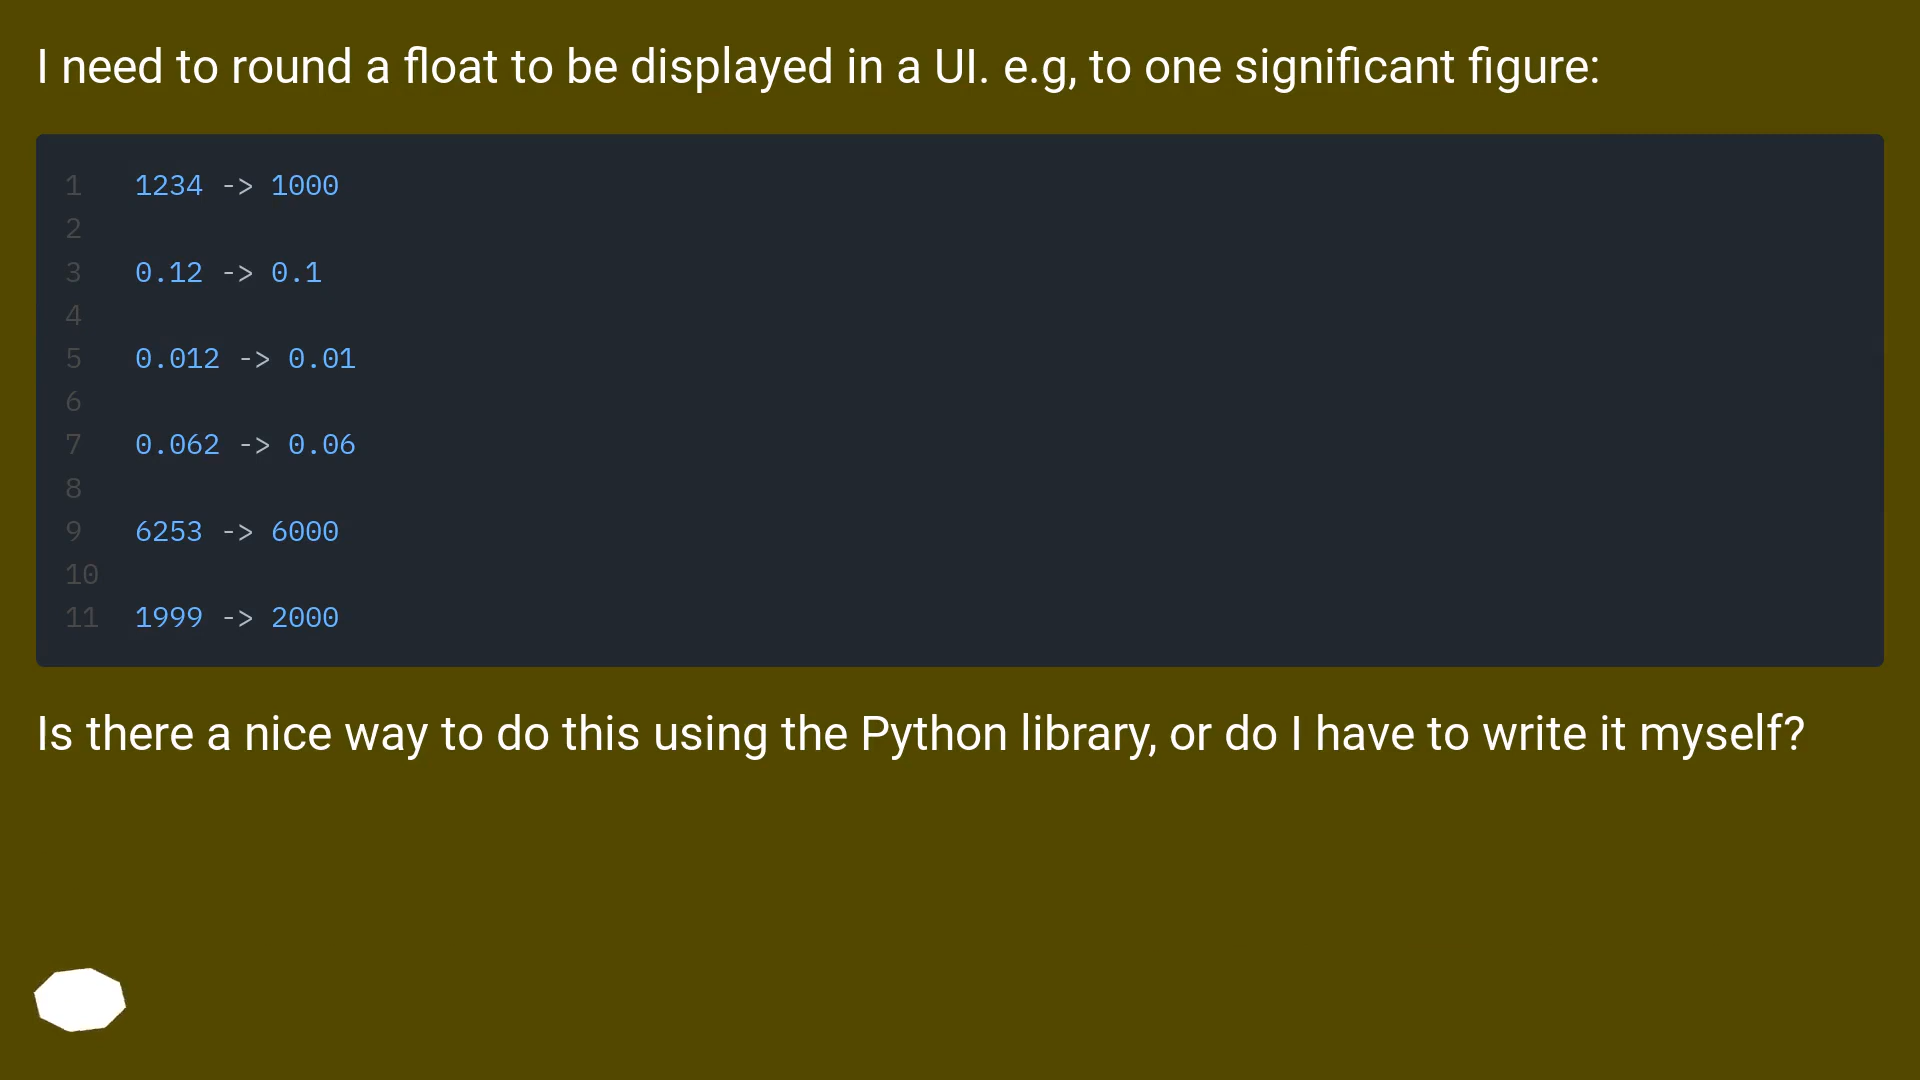 I need to round a float to be displayed in a UI. e.g, to one significant figure:
1 1234 -> 1000
2
3 0.12 -> 0.1
4
5 0.012 -> 0.01
6
7 0.062 -> 0.06
8
9 6253 -> 6000
10
11 1999 -> 2000
Is there a nice way to do this using the Python library, or do I have to write it myself?